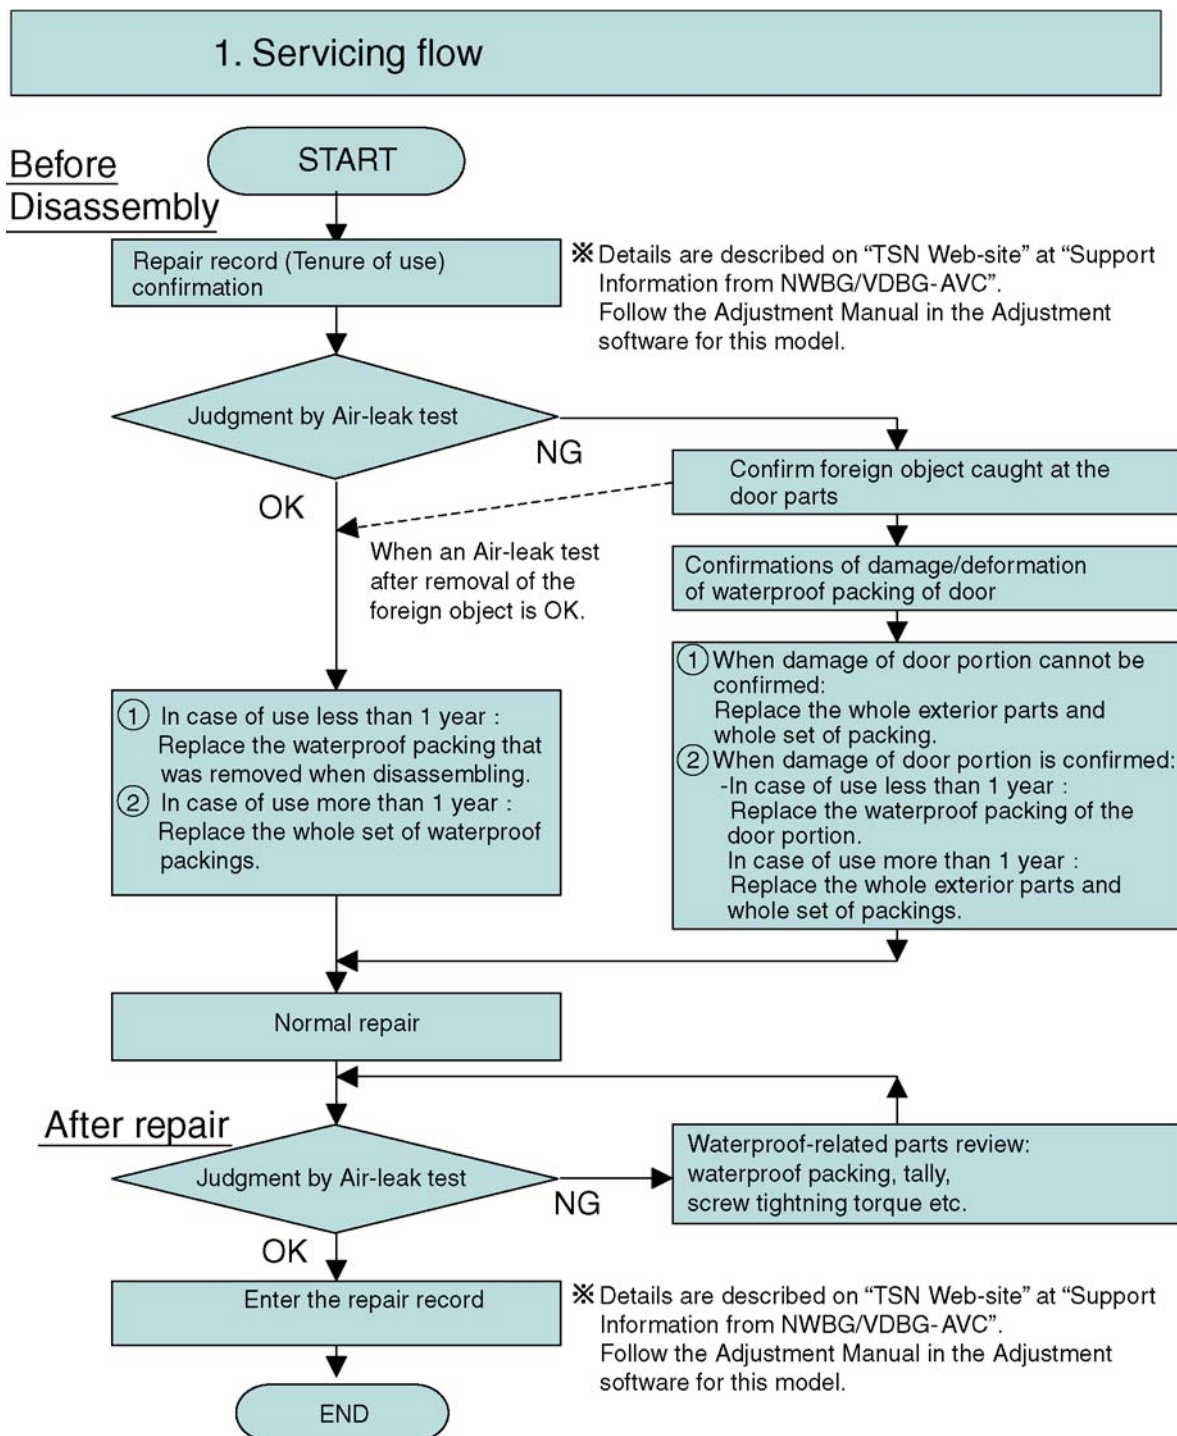 1. Servicing flow
Before
Disassembly
START
Repair record (Tenure of use)
confirmation
※ Details are described on “TSN Web-site” at “Support
Information from NWBG/VDBG-AVC”.
Follow the Adjustment Manual in the Adjustment
software for this model.
Judgment by Air-leak test
NG
OK
Confirm foreign object caught at the
door parts
When an Air-leak test
after removal of the
foreign object is OK.
Confirmations of damage/deformation
of waterproof packing of door
① In case of use less than 1 year :
Replace the waterproof packing that
was removed when disassembling.
② In case of use more than 1 year :
Replace the whole set of waterproof
packings.
① When damage of door portion cannot be
confirmed:
Replace the whole exterior parts and
whole set of packing.
② When damage of door portion is confirmed:
-In case of use less than 1 year :
Replace the waterproof packing of the
door portion.
In case of use more than 1 year :
Replace the whole exterior parts and
whole set of packings.
Normal repair
After repair
Judgment by Air-leak test
NG
OK
Waterproof-related parts review:
waterproof packing, tally,
screw tightning torque etc.
Enter the repair record
※ Details are described on “TSN Web-site” at “Support
Information from NWBG/VDBG-AVC”.
Follow the Adjustment Manual in the Adjustment
software for this model.
END